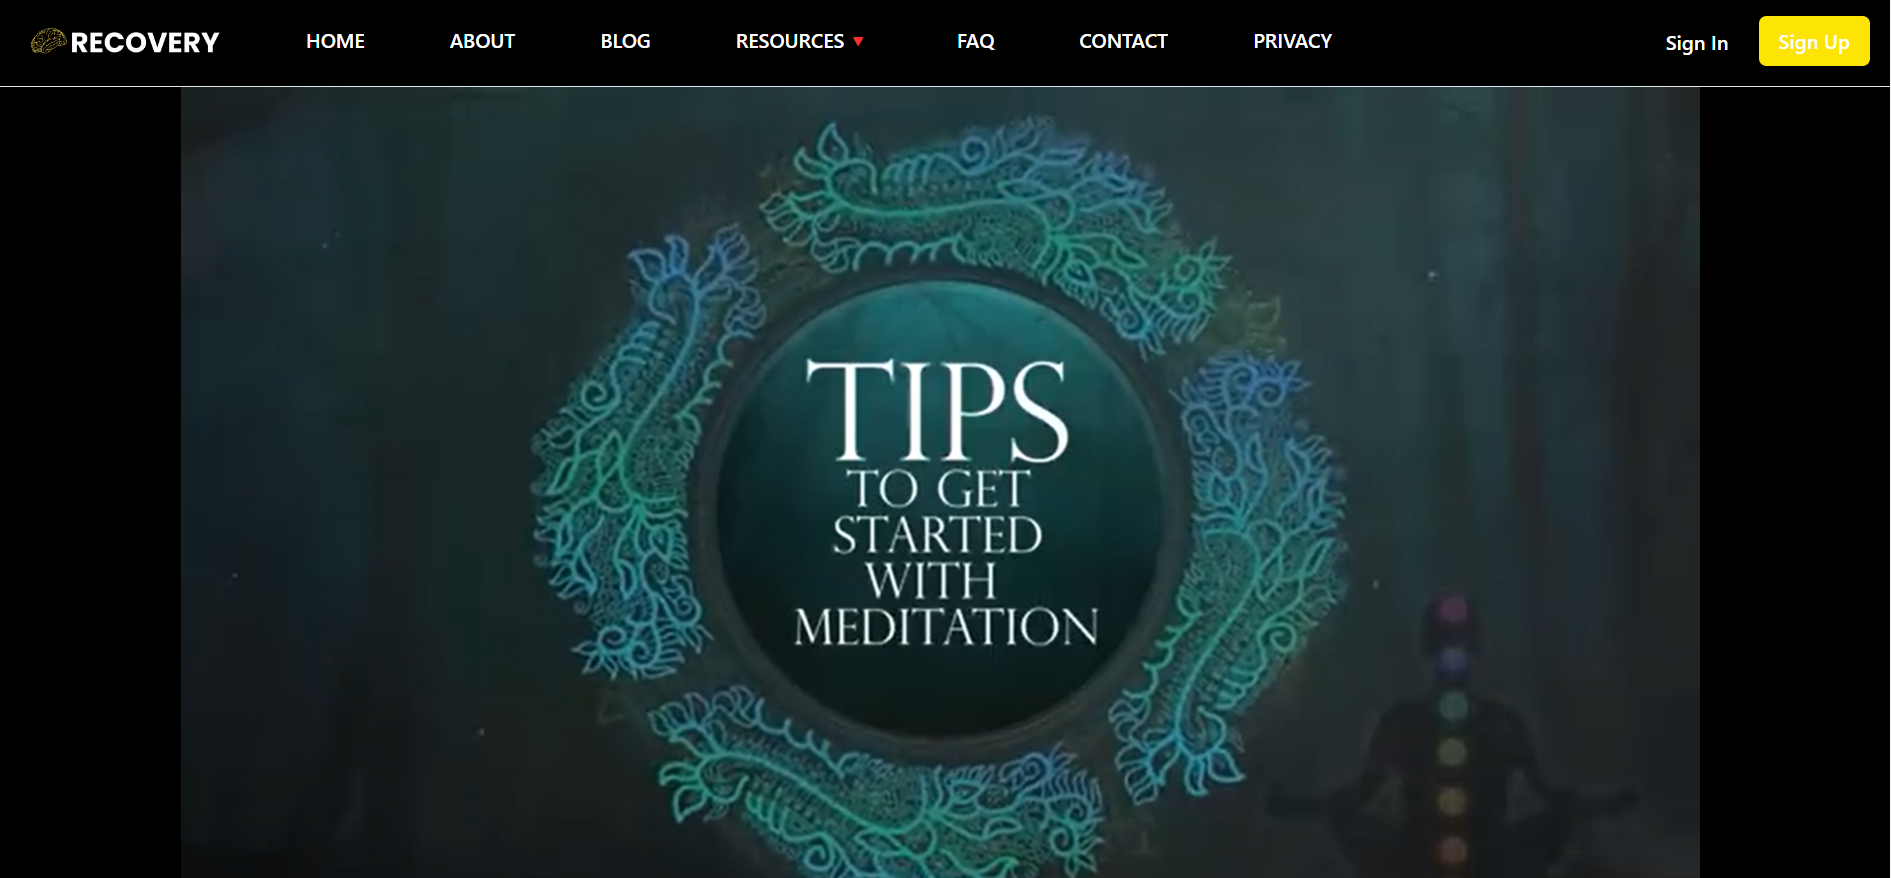 RECOVERY
HOME
ABOUT
BLOG
RESOURCES
FAQ
CONTACT
PRIVACY
Sign In
Sign Up
TIPS
TO GET
STARTED
WITH
MEDITATION